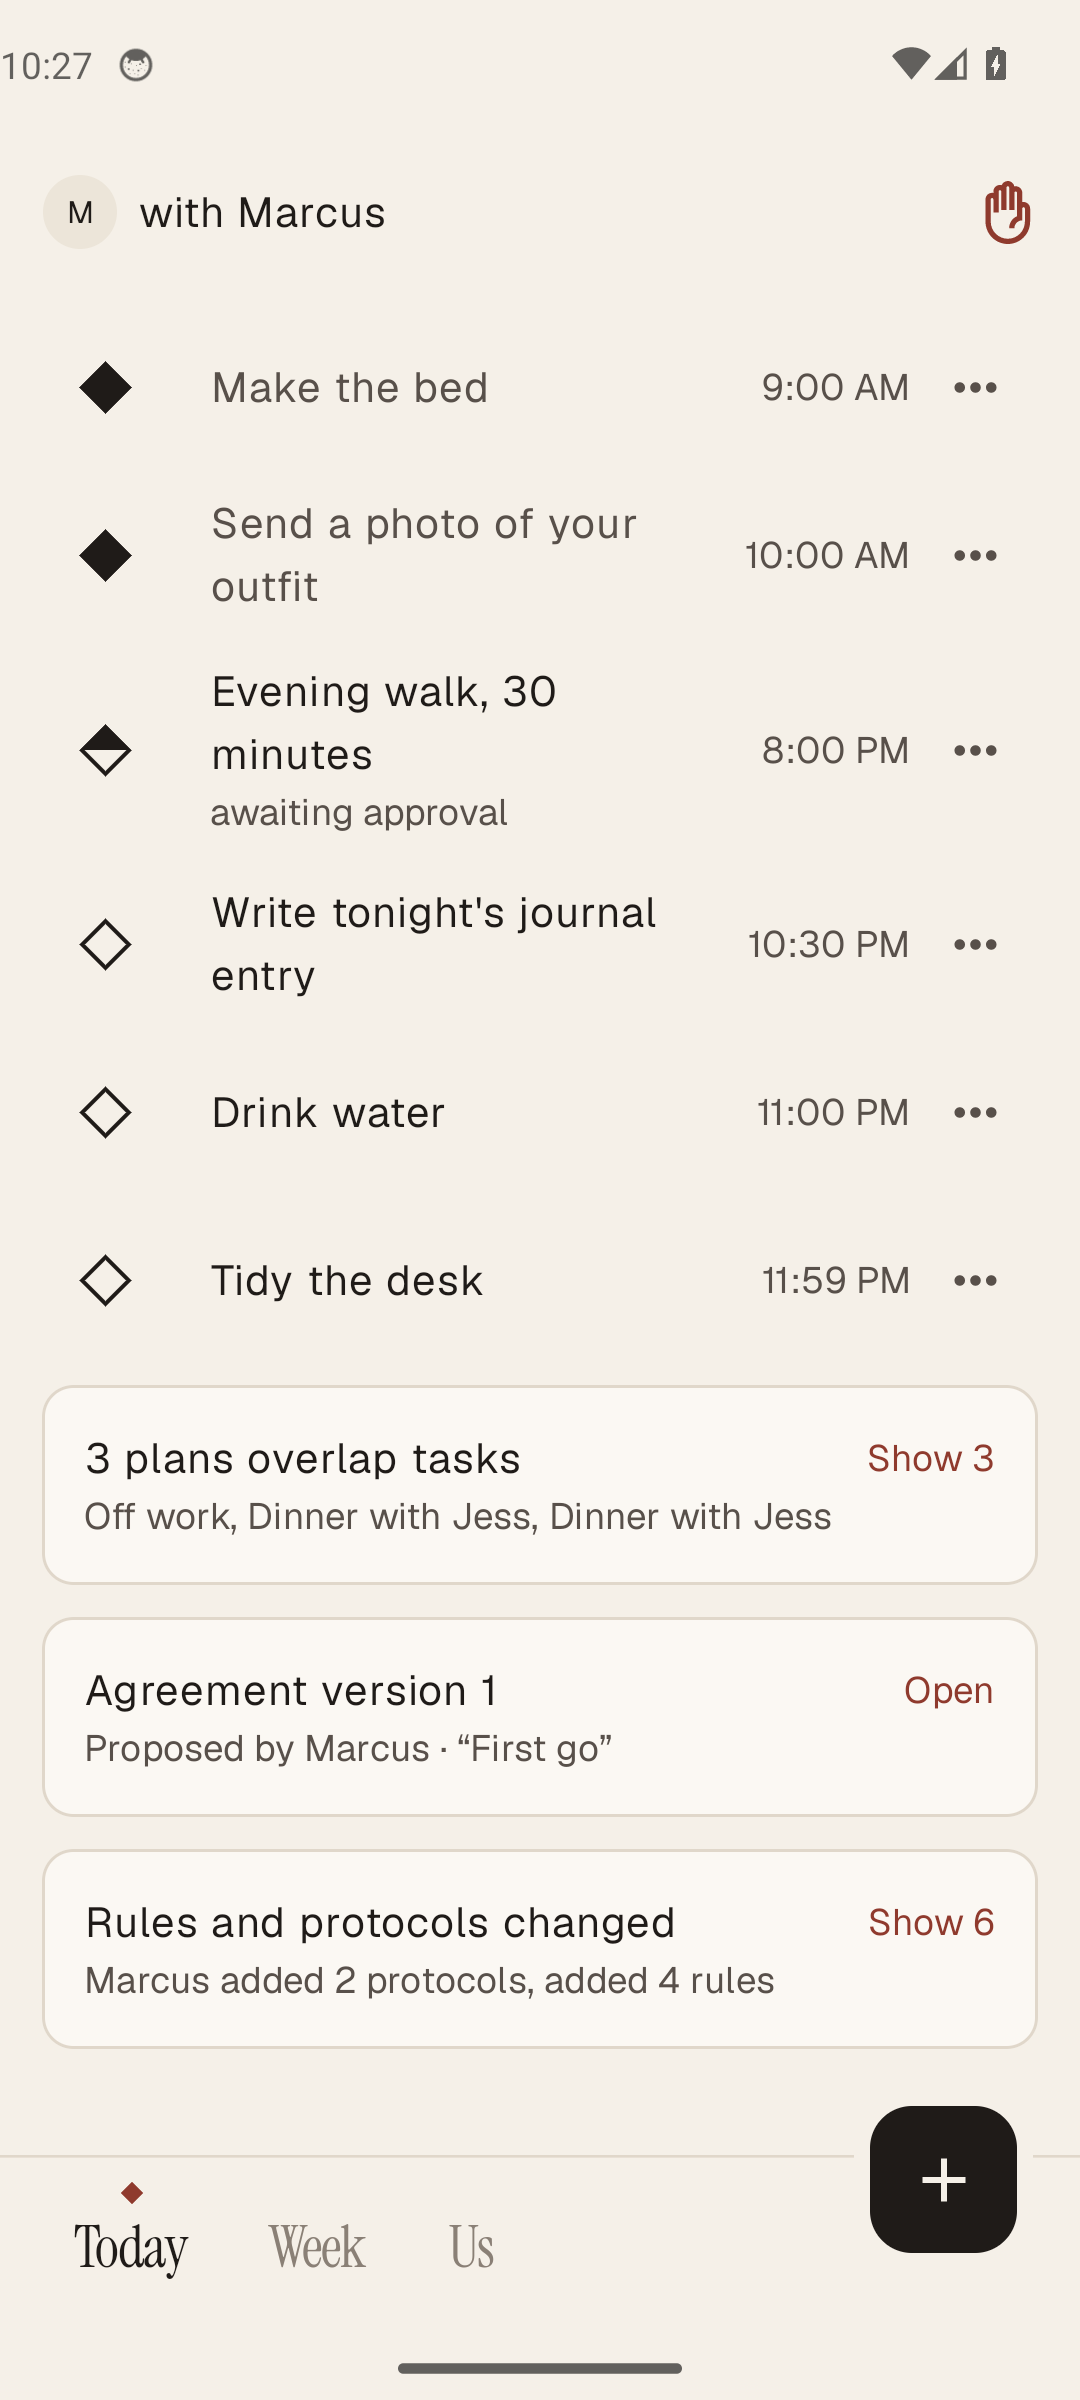 10:27
M with Marcus
Make the bed 9:00 AM
Send a photo of your
outfit
10:00 AM
Evening walk, 30
minutes
awaiting approval
8:00 PM
Write tonight's journal
entry
10:30 PM
Drink water 11:00 PM
Tidy the desk 11:59 PM
3 plans overlap tasks Show 3
Off work, Dinner with Jess, Dinner with Jess
Agreement version 1 Open
Proposed by Marcus · “First go”
Rules and protocols changed Show 6
Marcus added 2 protocols, added 4 rules
Today Week Us